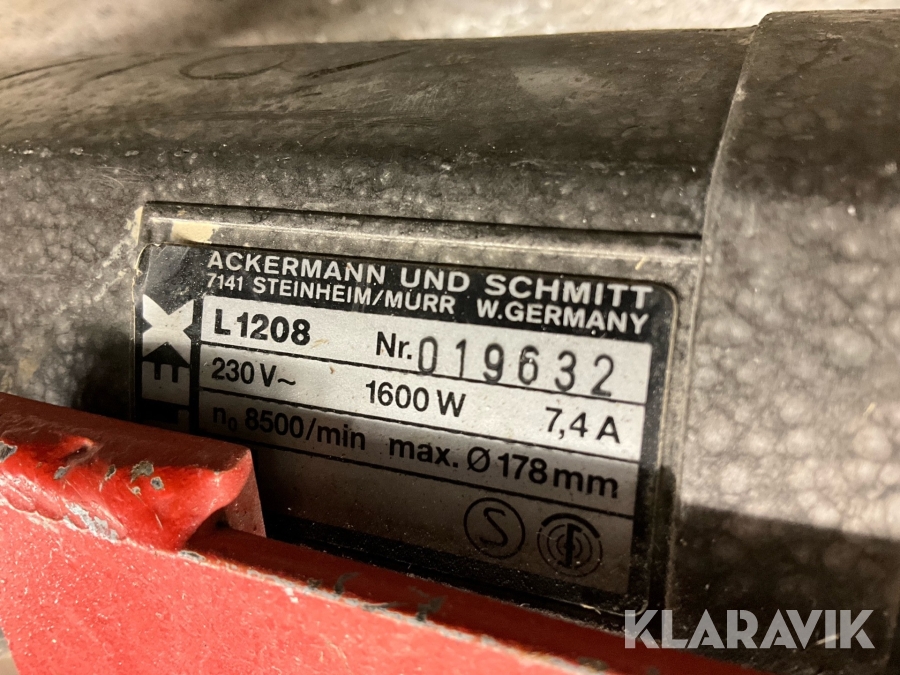 ACKERMANN UND SCHMITT
7141 STEINHEIM/MURR W.GERMANY
L1208 Nr. 019632
230 V~ 1600 W 7,4 A
n₀ 8500/min max. Ø 178 mm
S
KLARAVIK